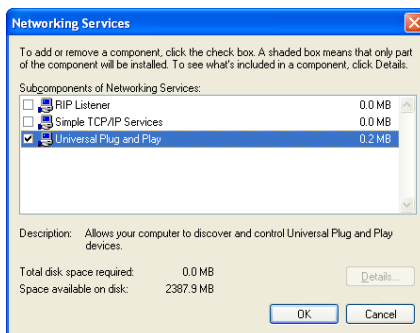 Networking Services
To add or remove a component, click the check box. A shaded box means that only part
of the component will be installed. To see what's included in a component, click Details.
Subcomponents of Networking Services:
RIP Listener 0.0 MB
Simple TCP/IP Services 0.0 MB
Universal Plug and Play 0.2 MB
Description: Allows your computer to discover and control Universal Plug and Play
devices.
Total disk space required: 0.0 MB
Space available on disk: 2387.9 MB
Details...
OK Cancel